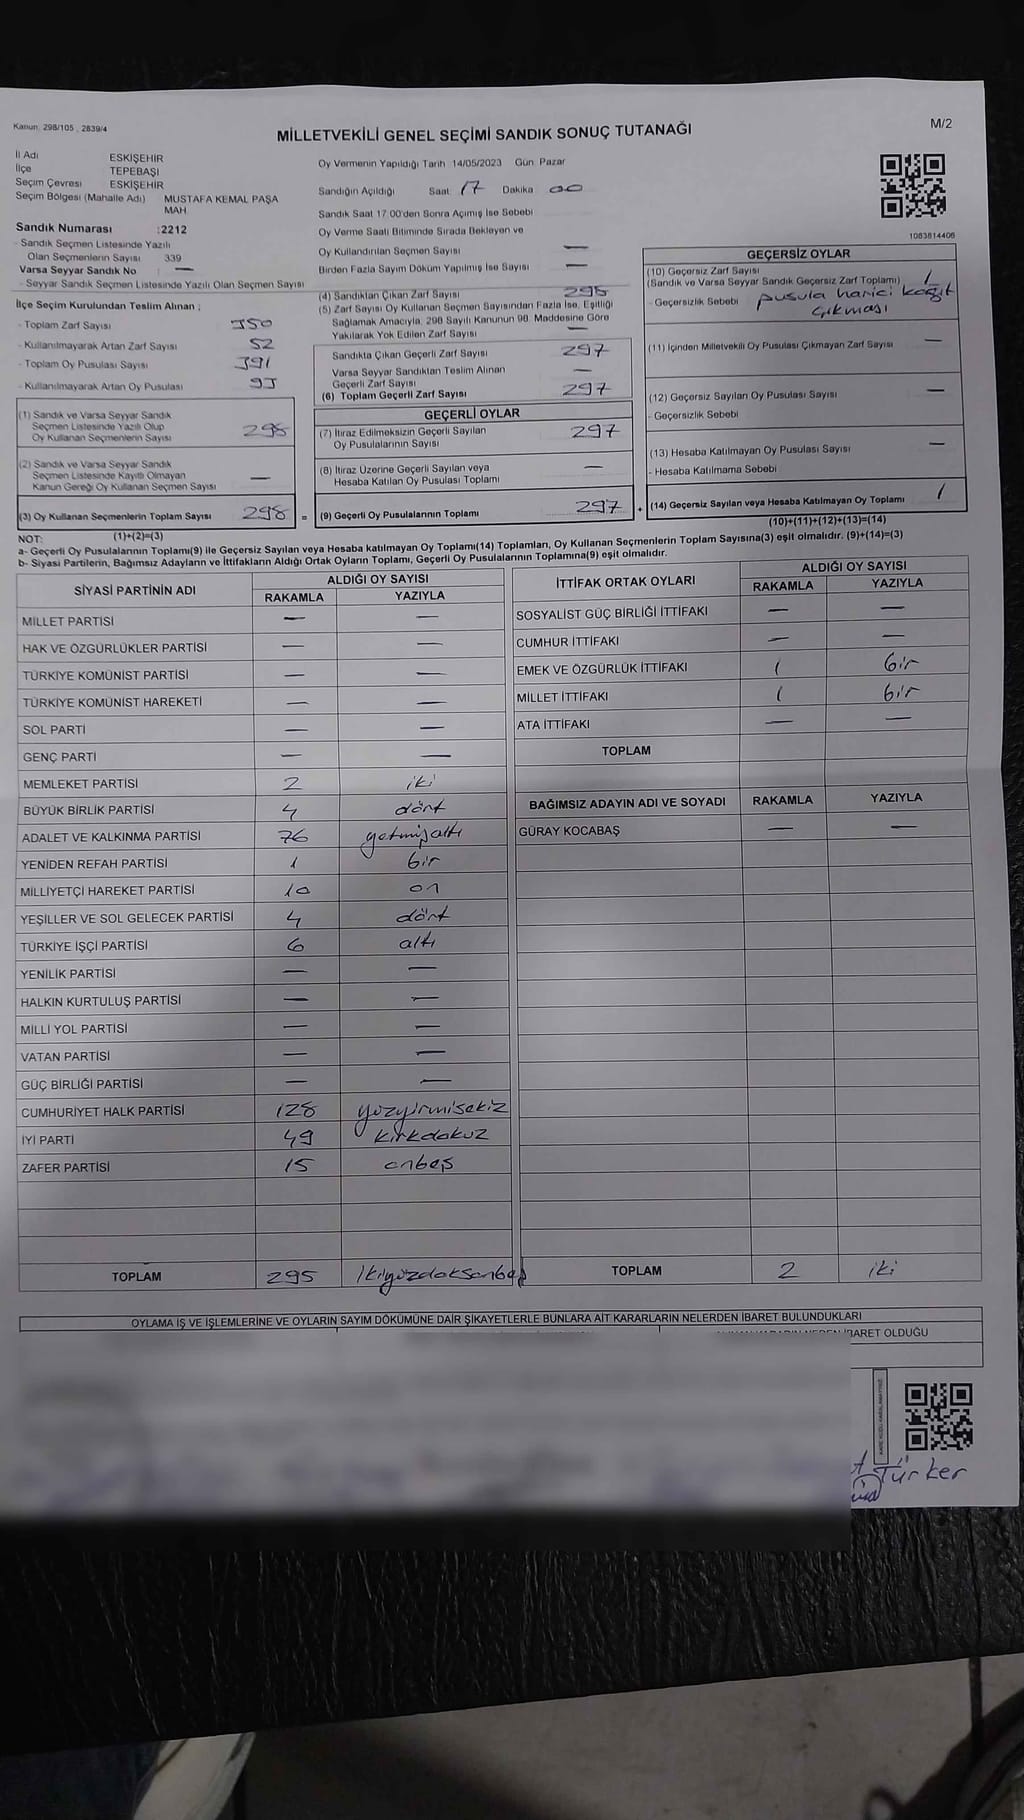 Kanun: 298/105 , 2839/4
MİLLETVEKİLİ GENEL SEÇİMİ SANDIK SONUÇ TUTANAĞI
M/2
İl Adı ESKİŞEHİR
İlçe TEPEBAŞI
Seçim Çevresi ESKİŞEHİR
Seçim Bölgesi (Mahalle Adı) MUSTAFA KEMAL PAŞA
MAH.
Sandık Numarası :2212
- Sandık Seçmen Listesinde Yazılı
Olan Seçmenlerin Sayısı 339
Varsa Seyyar Sandık No —
- Seyyar Sandık Seçmen Listesinde Yazılı Olan Seçmen Sayısı
Oy Vermenin Yapıldığı Tarih 14/05/2023 Gün: Pazar
Sandığın Açıldığı Saat 17 Dakika 00
Sandık Saat 17:00'den Sonra Açımış İse Sebebi
Oy Verme Saati Bitiminde Sırada Bekleyen ve
Oy Kullandırılan Seçmen Sayısı —
Birden Fazla Sayım Döküm Yapılmış İse Sayısı —
1083814408
İlçe Seçim Kurulundan Teslim Alınan ;
- Toplam Zarf Sayısı 350
- Kullanılmayarak Artan Zarf Sayısı 52
- Toplam Oy Pusulası Sayısı 391
- Kullanılmayarak Artan Oy Pusulası 93
(1) Sandık ve Varsa Seyyar Sandık
Seçmen Listesinde Yazılı Olup
Oy Kullanan Seçmenlerin Sayısı 298
(2) Sandık ve Varsa Seyyar Sandık
Seçmen Listesinde Kayıtlı Olmayan
Kanun Gereği Oy Kullanan Seçmen Sayısı —
(3) Oy Kullanan Seçmenlerin Toplam Sayısı 298 =
(1)+(2)=(3)
(4) Sandıktan Çıkan Zarf Sayısı 298
(5) Zarf Sayısı Oy Kullanan Seçmen Sayısından Fazla İse, Eşitliği
Sağlamak Amacıyla, 298 Sayılı Kanunun 98. Maddesine Göre
Yakılarak Yok Edilen Zarf Sayısı —
Sandıkta Çıkan Geçerli Zarf Sayısı 297
Varsa Seyyar Sandıktan Teslim Alınan
Geçerli Zarf Sayısı —
(6) Toplam Geçerli Zarf Sayısı 297
GEÇERLİ OYLAR
(7) İtiraz Edilmeksizin Geçerli Sayılan
Oy Pusulalarının Sayısı 297
(8) İtiraz Üzerine Geçerli Sayılan veya
Hesaba Katılan Oy Pusulası Toplamı —
(9) Geçerli Oy Pusulalarının Toplamı 297 +
GEÇERSİZ OYLAR
(10) Geçersiz Zarf Sayısı
(Sandık ve Varsa Seyyar Sandık Geçersiz Zarf Toplamı) 1
- Geçersizlik Sebebi pusula harici kağıt
çıkması
(11) İçinden Milletvekili Oy Pusulası Çıkmayan Zarf Sayısı —
(12) Geçersiz Sayılan Oy Pusulası Sayısı —
- Geçersizlik Sebebi
(13) Hesaba Katılmayan Oy Pusulası Sayısı —
- Hesaba Katılmama Sebebi
(14) Geçersiz Sayılan veya Hesaba Katılmayan Oy Toplamı 1
(10)+(11)+(12)+(13)=(14)
NOT:
a- Geçerli Oy Pusulalarının Toplamı(9) ile Geçersiz Sayılan veya Hesaba katılmayan Oy Toplamı(14) Toplamları, Oy Kullanan Seçmenlerin Toplam Sayısına(3) eşit olmalıdır. (9)+(14)=(3)
b- Siyasi Partilerin, Bağımsız Adayların ve İttifakların Aldığı Ortak Oyların Toplamı, Geçerli Oy Pusulalarının Toplamına(9) eşit olmalıdır.
SİYASİ PARTİNİN ADI ALDIĞI OY SAYISI
RAKAMLA YAZIYLA
MİLLET PARTİSİ — —
HAK VE ÖZGÜRLÜKLER PARTİSİ — —
TÜRKİYE KOMÜNİST PARTİSİ — —
TÜRKİYE KOMÜNİST HAREKETİ — —
SOL PARTİ — —
GENÇ PARTİ — —
MEMLEKET PARTİSİ 2 iki
BÜYÜK BİRLİK PARTİSİ 4 dört
ADALET VE KALKINMA PARTİSİ 76 yetmişaltı
YENİDEN REFAH PARTİSİ 1 bir
MİLLİYETÇİ HAREKET PARTİSİ 10 on
YEŞİLLER VE SOL GELECEK PARTİSİ 4 dört
TÜRKİYE İŞÇİ PARTİSİ 6 altı
YENİLİK PARTİSİ — —
HALKIN KURTULUŞ PARTİSİ — —
MİLLİ YOL PARTİSİ — —
VATAN PARTİSİ — —
GÜÇ BİRLİĞİ PARTİSİ — —
CUMHURİYET HALK PARTİSİ 128 yüzyirmisekiz
İYİ PARTİ 49 kırkdokuz
ZAFER PARTİSİ 15 onbeş
TOPLAM 295 ikiyüzdoksanbeş
İTTİFAK ORTAK OYLARI ALDIĞI OY SAYISI
RAKAMLA YAZIYLA
SOSYALİST GÜÇ BİRLİĞİ İTTİFAKI — —
CUMHUR İTTİFAKI — —
EMEK VE ÖZGÜRLÜK İTTİFAKI 1 bir
MİLLET İTTİFAKI 1 bir
ATA İTTİFAKI — —
TOPLAM
BAĞIMSIZ ADAYIN ADI VE SOYADI RAKAMLA YAZIYLA
GÜRAY KOCABAŞ — —
TOPLAM 2 iki
OYLAMA İŞ VE İŞLEMLERİNE VE OYLARIN SAYIM DÖKÜMÜNE DAİR ŞİKAYETLERLE BUNLARA AİT KARARLARIN NELERDEN İBARET BULUNDUKLARI
İBARET OLDUĞU
Türker